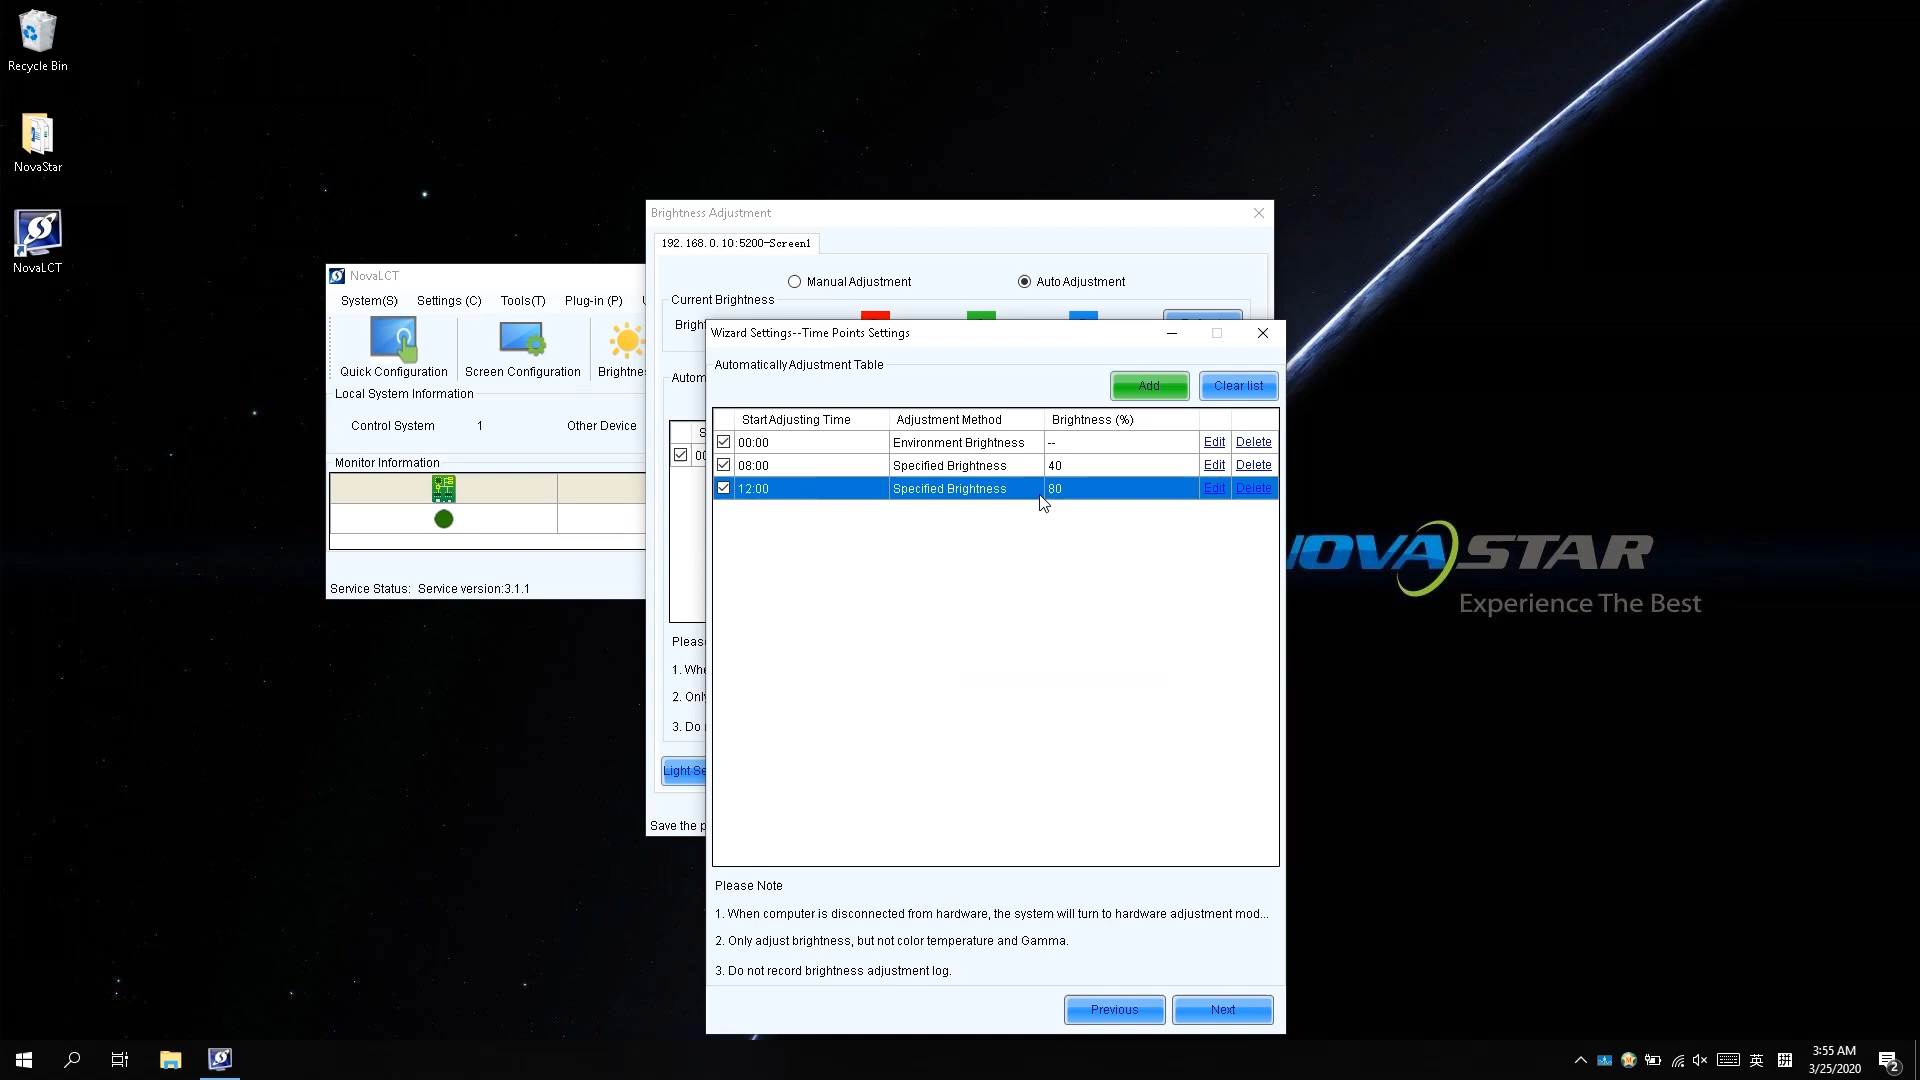 Recycle Bin
NovaStar
NovaLCT
NovaLCT
System(S) Settings (C) Tools(T) Plug-in (P)
Quick Configuration Screen Configuration
Local System Information
Control System 1 Other Device
Monitor Information
Service Status: Service version:3.1.1
Brightness Adjustment
192.168.0.10:5200-Screen1
Manual Adjustment Auto Adjustment
Current Brightness
Light
Save the
Wizard Settings--Time Points Settings
Automatically Adjustment Table
Add Clear list
Start Adjusting Time Adjustment Method Brightness (%)
00:00 Environment Brightness -- Edit Delete
08:00 Specified Brightness 40 Edit Delete
12:00 Specified Brightness 80 Edit Delete
Please Note
1. When computer is disconnected from hardware, the system will turn to hardware adjustment mod...
2. Only adjust brightness, but not color temperature and Gamma.
3. Do not record brightness adjustment log.
Previous Next
NOVASTAR
Experience The Best
英 拼
3:55 AM
3/25/2020
2